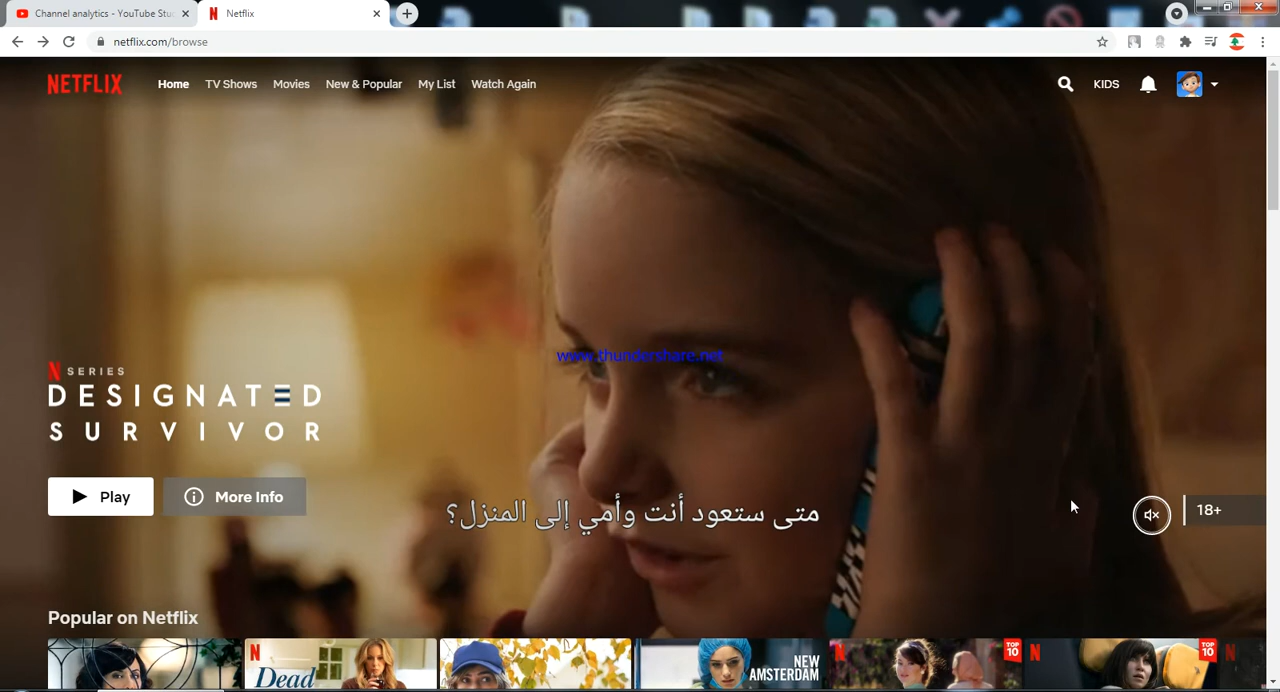 Channel analytics - YouTube Stu
Netflix
netflix.com/browse
NETFLIX
Home
TV Shows
Movies
New & Popular
My List
Watch Again
KIDS
www.thundershare.net
N SERIES
DESIGNATED
SURVIVOR
Play
More Info
متى ستعود أنت وأمي إلى المنزل؟
18+
Popular on Netflix
N
Dead
NEW
AMSTERDAM
N
TOP
10
N
TOP
10
N